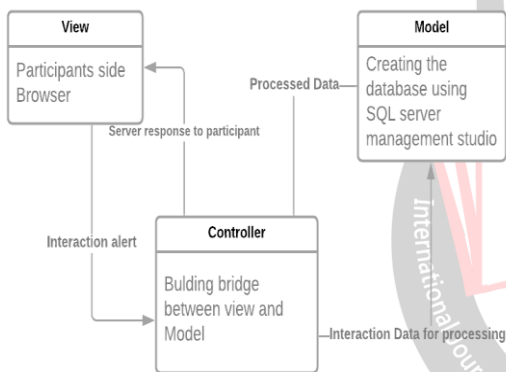 View
Participants side
Browser
Model
Creating the
database using
SQL server
management studio
Processed Data
Server response to participant
Interaction alert
Controller
Bulding bridge
between view and
Model
Interaction Data for processing
International Jour